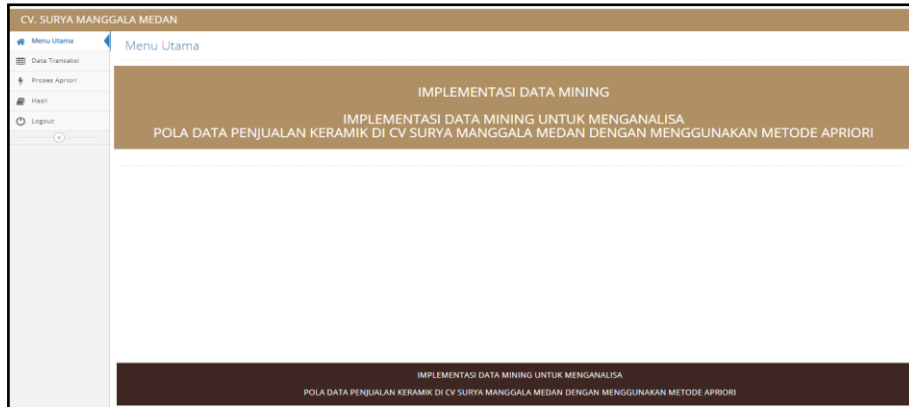 CV. SURYA MANGGALA MEDAN
Menu Utama
Data Transaksi
Proses Apriori
Hasil
Logout
Menu Utama
IMPLEMENTASI DATA MINING
IMPLEMENTASI DATA MINING UNTUK MENGANALISA
POLA DATA PENJUALAN KERAMIK DI CV SURYA MANGGALA MEDAN DENGAN MENGGUNAKAN METODE APRIORI
IMPLEMENTASI DATA MINING UNTUK MENGANALISA
POLA DATA PENJUALAN KERAMIK DI CV SURYA MANGGALA MEDAN DENGAN MENGGUNAKAN METODE APRIORI